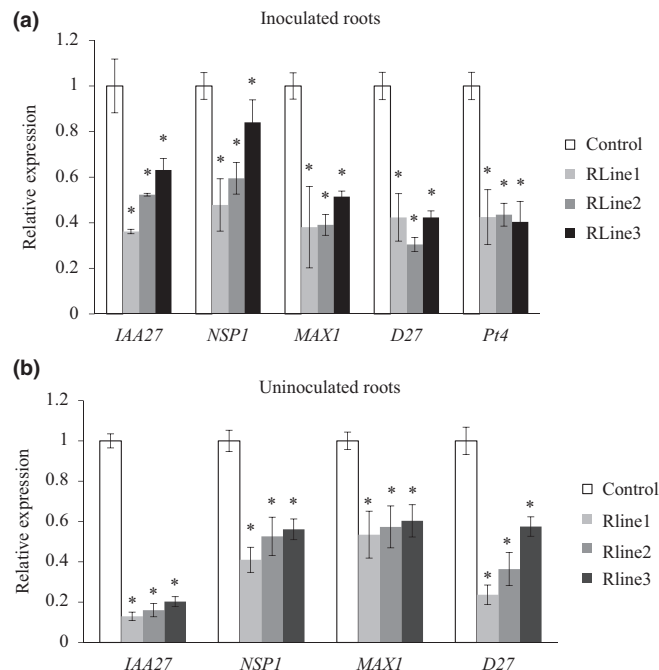 (a)
Inoculated roots
Relative expression
1.2
1
0.8
0.6
0.4
0.2
0
* * * * * * * * * * * * * * *
IAA27 NSP1 MAX1 D27 Pt4
Control
RLine1
RLine2
RLine3
(b)
Uninoculated roots
Relative expression
1.2
1
0.8
0.6
0.4
0.2
0
* * * * * * * * * * * *
IAA27 NSP1 MAX1 D27
Control
Rline1
Rline2
Rline3